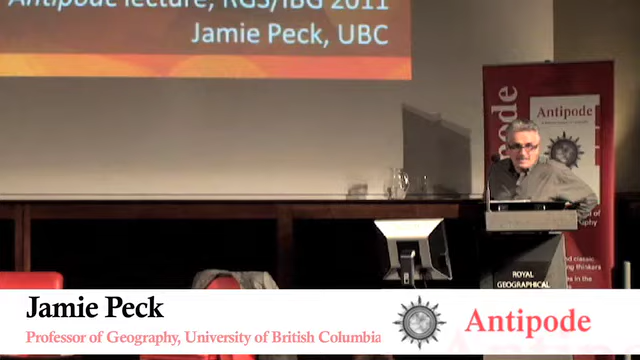 Antipode lecture, RGS/IBG 2011
Jamie Peck, UBC
Antipode
ROYAL
GEOGRAPHICAL
Jamie Peck
Professor of Geography, University of British Columbia
Antipode